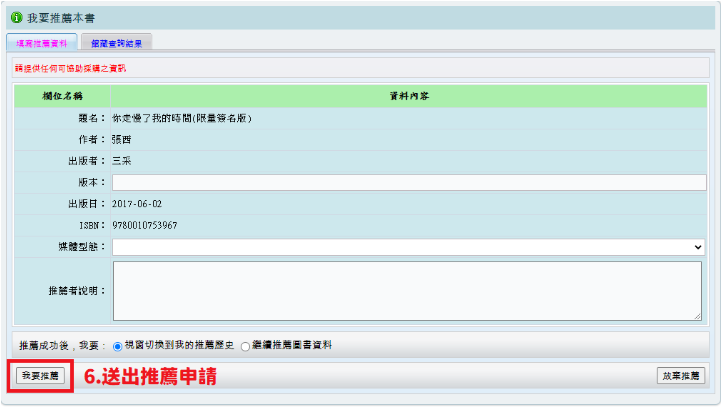 我要推薦本書
填寫推薦資料 館藏查詢結果
請提供任何可協助採購之資訊
欄位名稱 資料內容
題名： 你走慢了我的時間(限量簽名版)
作者： 張西
出版者： 三采
版本：
出版日： 2017-06-02
ISBN： 9780010753967
媒體型態：
推薦者說明：
推薦成功後，我要： 視窗切換到我的推薦歷史 繼續推薦圖書資料
我要推薦 6.送出推薦申請 放棄推薦